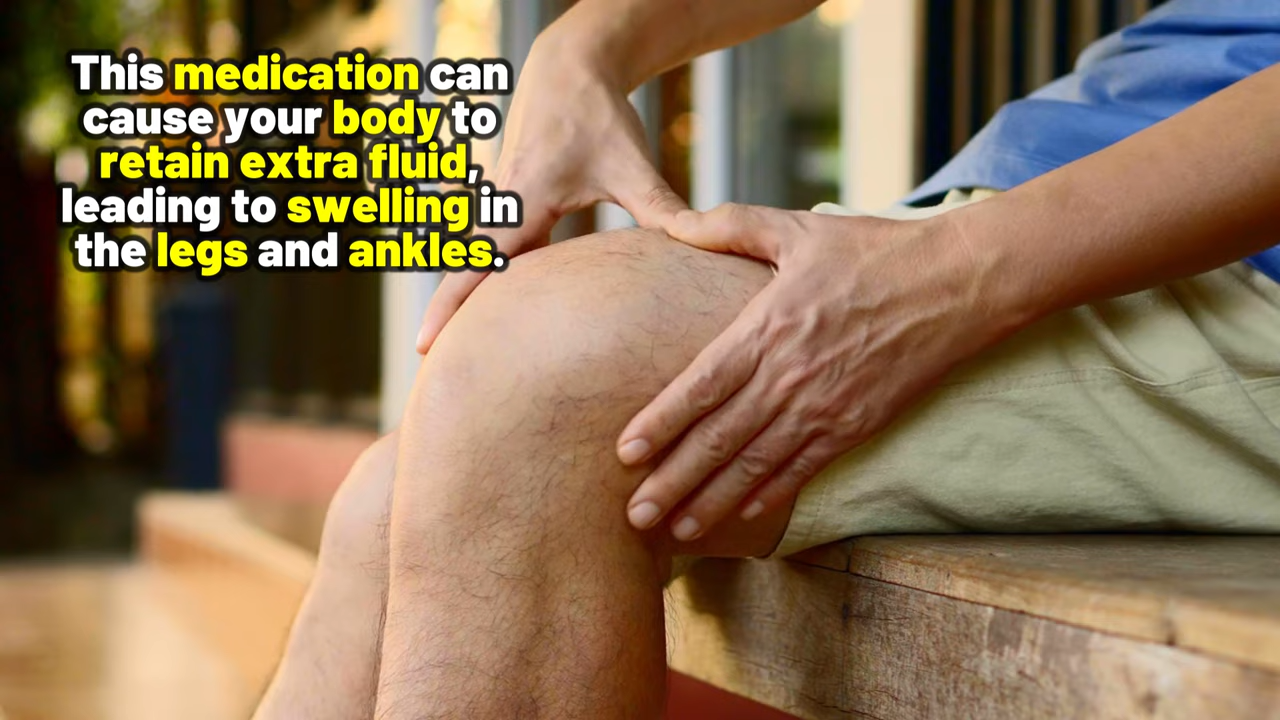 This medication can
cause your body to
retain extra fluid,
leading to swelling in
the legs and ankles.